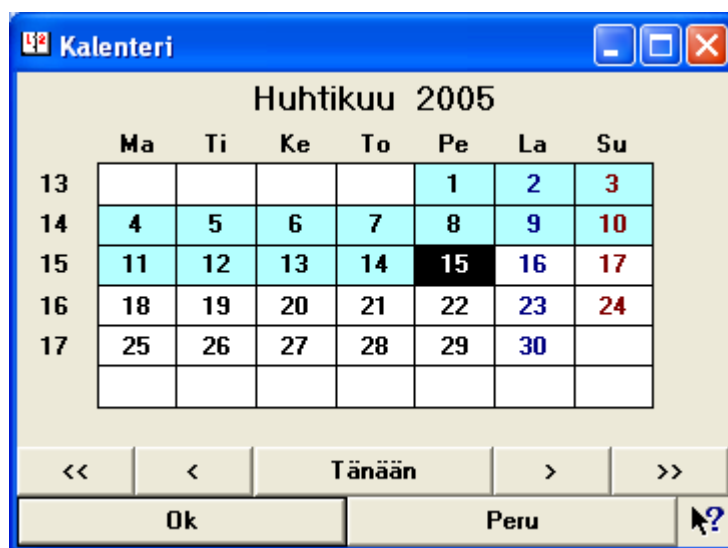 Kalenteri
Huhtikuu 2005
Ma Ti Ke To Pe La Su
13 1 2 3
14 4 5 6 7 8 9 10
15 11 12 13 14 15 16 17
16 18 19 20 21 22 23 24
17 25 26 27 28 29 30
<< < Tänään > >>
Ok Peru ?